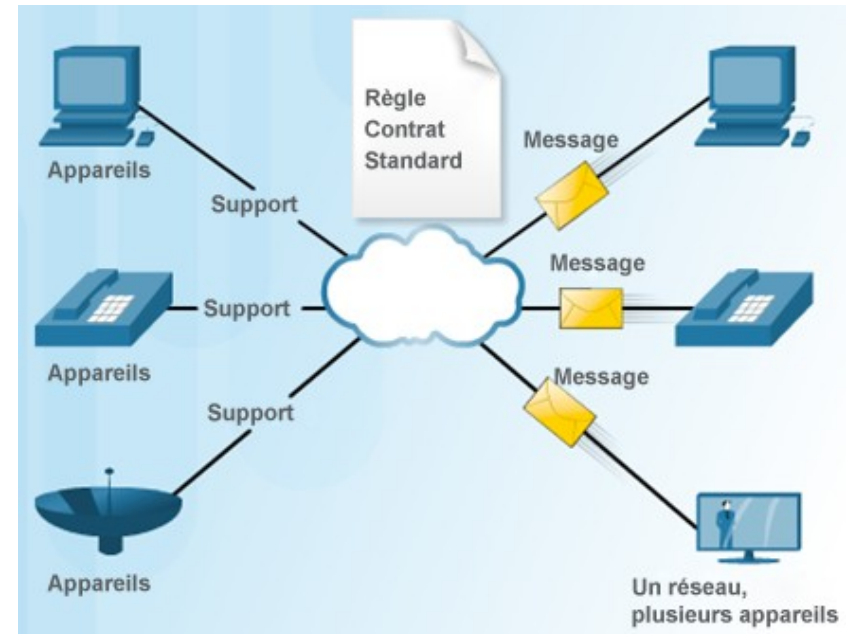 Règle
Contrat
Standard
Message
Appareils
Support
Message
Support
Appareils
Message
Support
Appareils
Un réseau,
plusieurs appareils